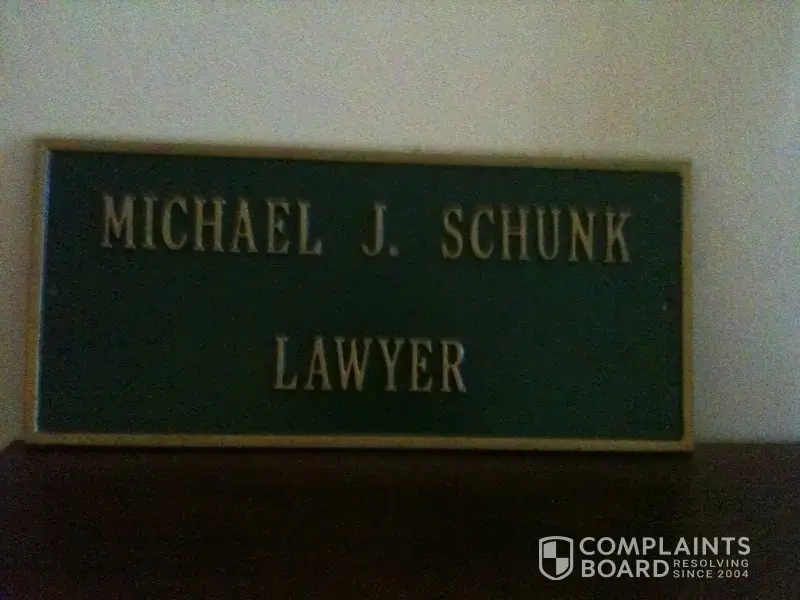 MICHAEL J. SCHUNK
LAWYER
COMPLAINTS
BOARD RESOLVING
SINCE 2004